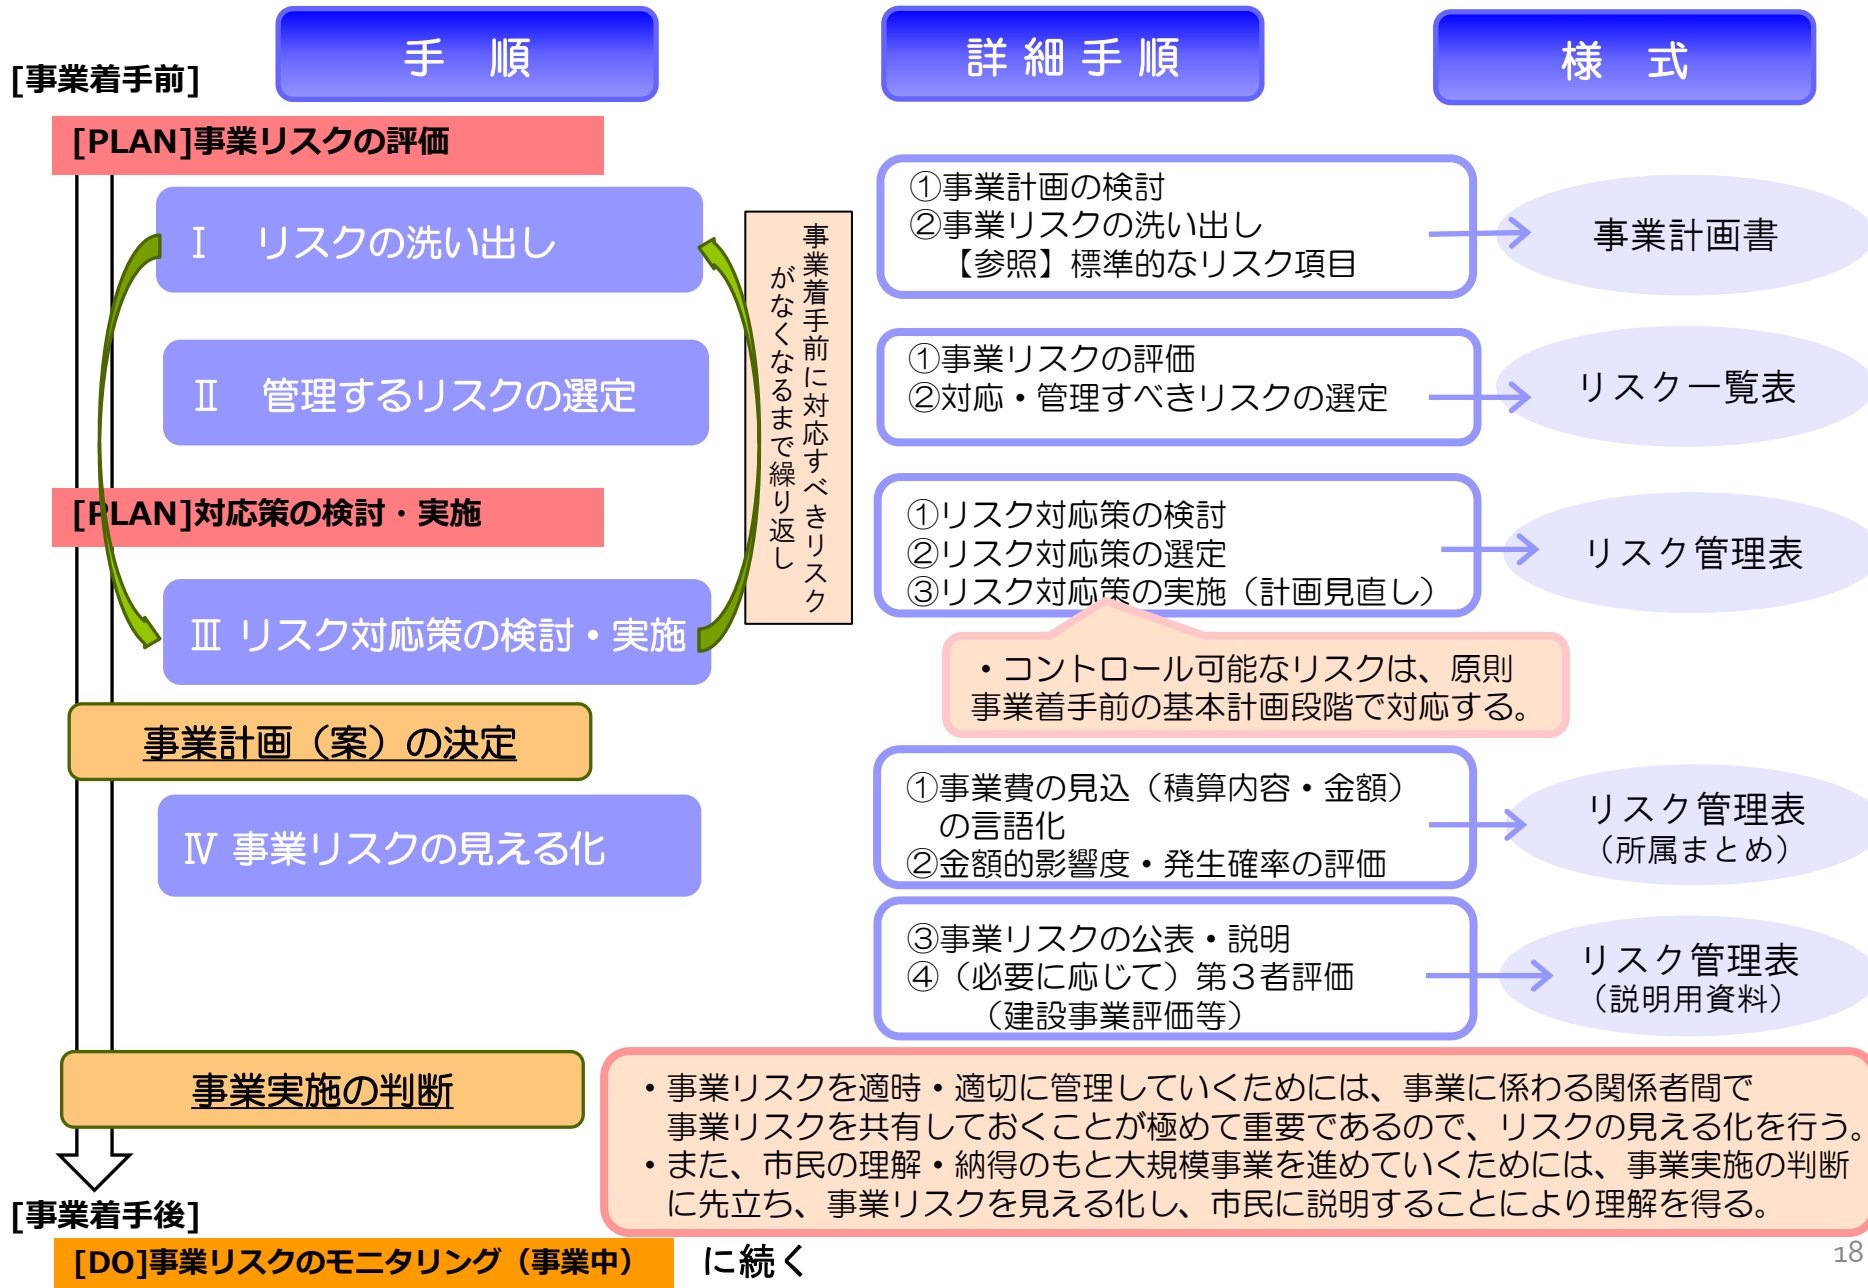 手　順
詳 細 手 順
様　式
[事業着手前]
[PLAN]事業リスクの評価
Ⅰ　リスクの洗い出し
①事業計画の検討
②事業リスクの洗い出し
【参照】標準的なリスク項目
事業計画書
Ⅱ　管理するリスクの選定
事業着手前に対応すべきリスク
がなくなるまで繰り返し
①事業リスクの評価
②対応・管理すべきリスクの選定
リスク一覧表
[PLAN]対応策の検討・実施
Ⅲ リスク対応策の検討・実施
①リスク対応策の検討
②リスク対応策の選定
③リスク対応策の実施（計画見直し）
リスク管理表
・コントロール可能なリスクは、原則
事業着手前の基本計画段階で対応する。
事業計画（案）の決定
Ⅳ 事業リスクの見える化
①事業費の見込（積算内容・金額）
の言語化
②金額的影響度・発生確率の評価
リスク管理表
（所属まとめ）
③事業リスクの公表・説明
④（必要に応じて）第３者評価
（建設事業評価等）
リスク管理表
（説明用資料）
事業実施の判断
・事業リスクを適時・適切に管理していくためには、事業に係わる関係者間で
事業リスクを共有しておくことが極めて重要であるので、リスクの見える化を行う。
・また、市民の理解・納得のもと大規模事業を進めていくためには、事業実施の判断
に先立ち、事業リスクを見える化し、市民に説明することにより理解を得る。
[事業着手後]
[DO]事業リスクのモニタリング（事業中）　に続く
18